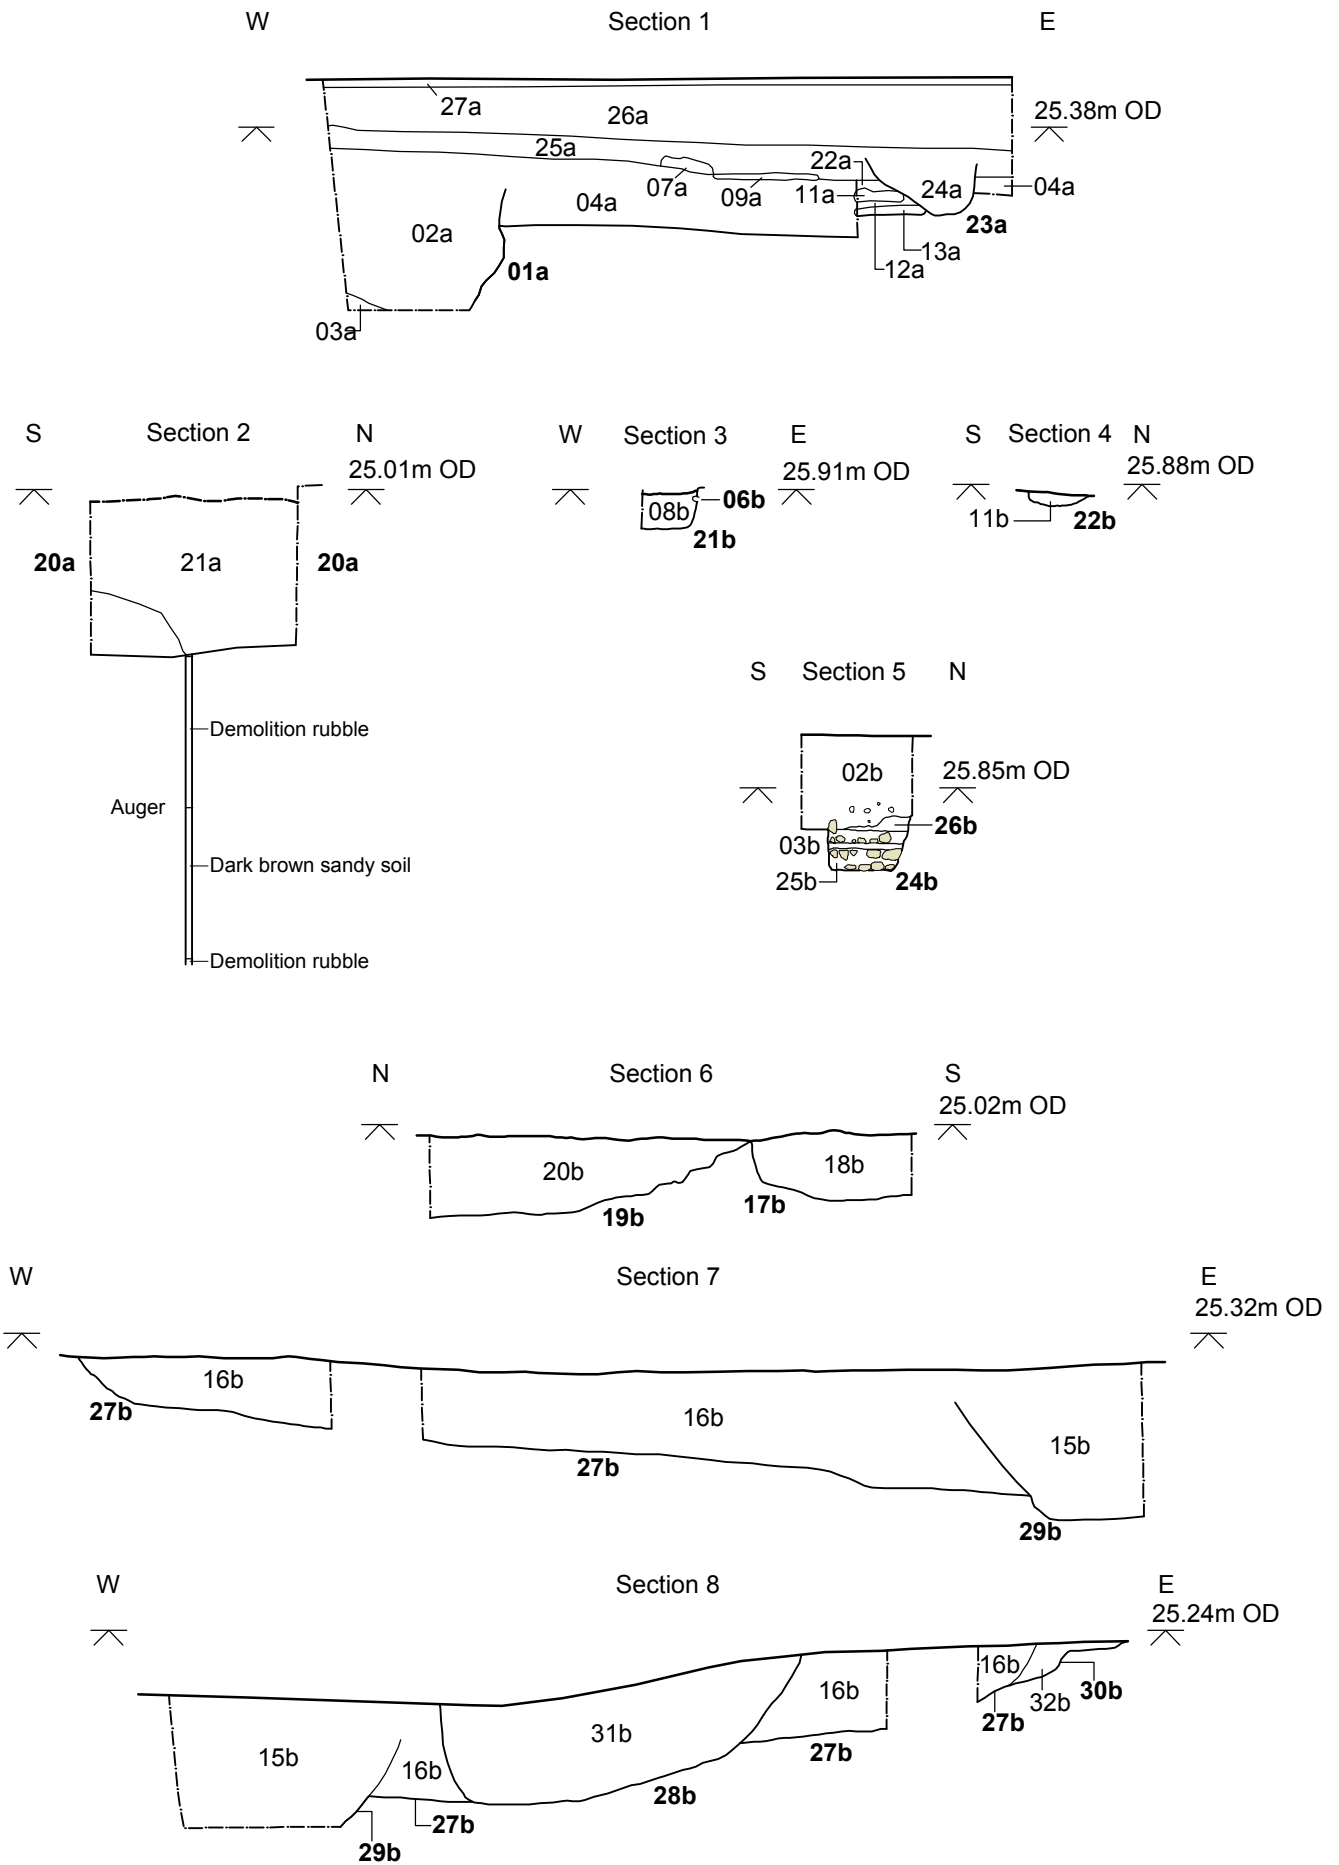 W Section 1 E
27a 26a 25.38m OD
25a 22a
07a 09a 11a 24a 04a
02a 04a 23a
01a 12a 13a
03a
S Section 2 N
25.01m OD
20a 21a 20a
Demolition rubble
Auger
Dark brown sandy soil
Demolition rubble
W Section 3 E
25.91m OD
08b 06b
21b
S Section 4 N
25.88m OD
11b 22b
S Section 5 N
02b 25.85m OD
26b
03b
25b 24b
N Section 6 S
25.02m OD
20b 18b
19b 17b
W Section 7 E
25.32m OD
16b
27b 16b 15b
27b
29b
W Section 8 E
25.24m OD
16b 16b 32b 30b
15b 31b 27b 27b
16b 28b
27b
29b